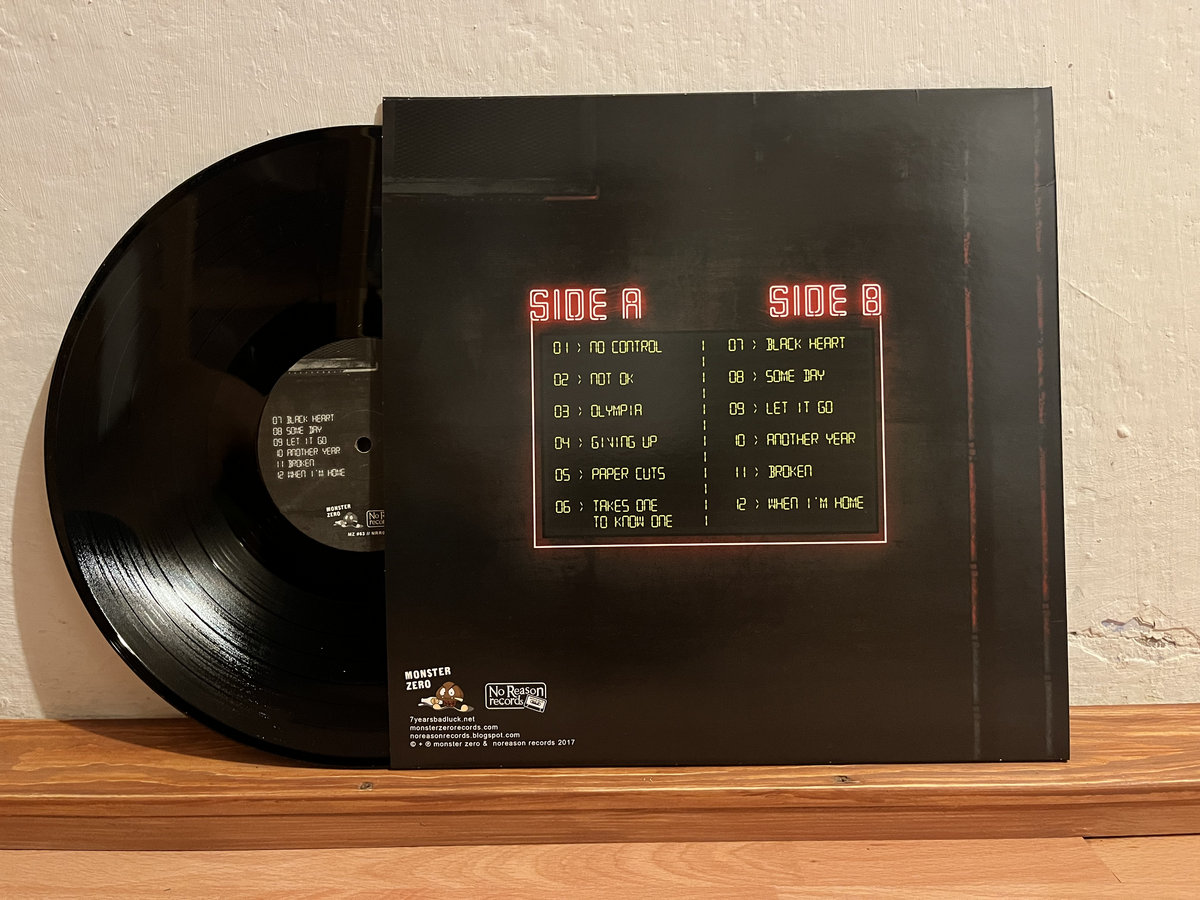 SIDE A
01 > NO CONTROL
02 > NOT OK
03 > OLYMPIA
04 > GIVING UP
05 > PAPER CUTS
06 > TAKES ONE
TO KNOW ONE
SIDE B
07 > BLACK HEART
08 > SOME DAY
09 > LET IT GO
10 > ANOTHER YEAR
11 > BROKEN
12 > WHEN I'M HOME
07 BLACK HEART
08 SOME DAY
09 LET IT GO
10 ANOTHER YEAR
11 BROKEN
12 WHEN I'M HOME
MONSTER
ZERO
No Reason
MZ #63 // NRR0
MONSTER
ZERO
No Reason
records
7yearsbadluck.net
monsterzerorecords.com
noreasonrecords.blogspot.com
© + ℗ monster zero & noreason records 2017